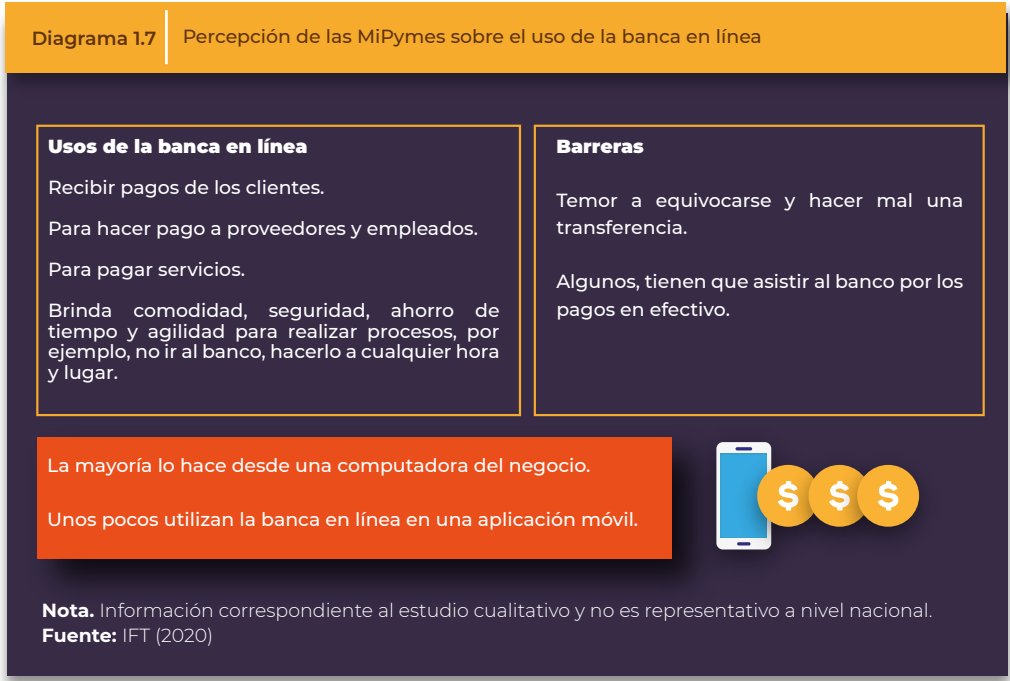 Diagrama 1.7
Percepción de las MiPymes sobre el uso de la banca en línea
Usos de la banca en línea
Recibir pagos de los clientes.
Para hacer pago a proveedores y empleados.
Para pagar servicios.
Brinda comodidad, seguridad, ahorro de
tiempo y agilidad para realizar procesos, por
ejemplo, no ir al banco, hacerlo a cualquier hora
y lugar.
Barreras
Temor a equivocarse y hacer mal una
transferencia.
Algunos, tienen que asistir al banco por los
pagos en efectivo.
La mayoría lo hace desde una computadora del negocio.
Unos pocos utilizan la banca en línea en una aplicación móvil.
$ $ $
Nota. Información correspondiente al estudio cualitativo y no es representativo a nivel nacional.
Fuente: IFT (2020)